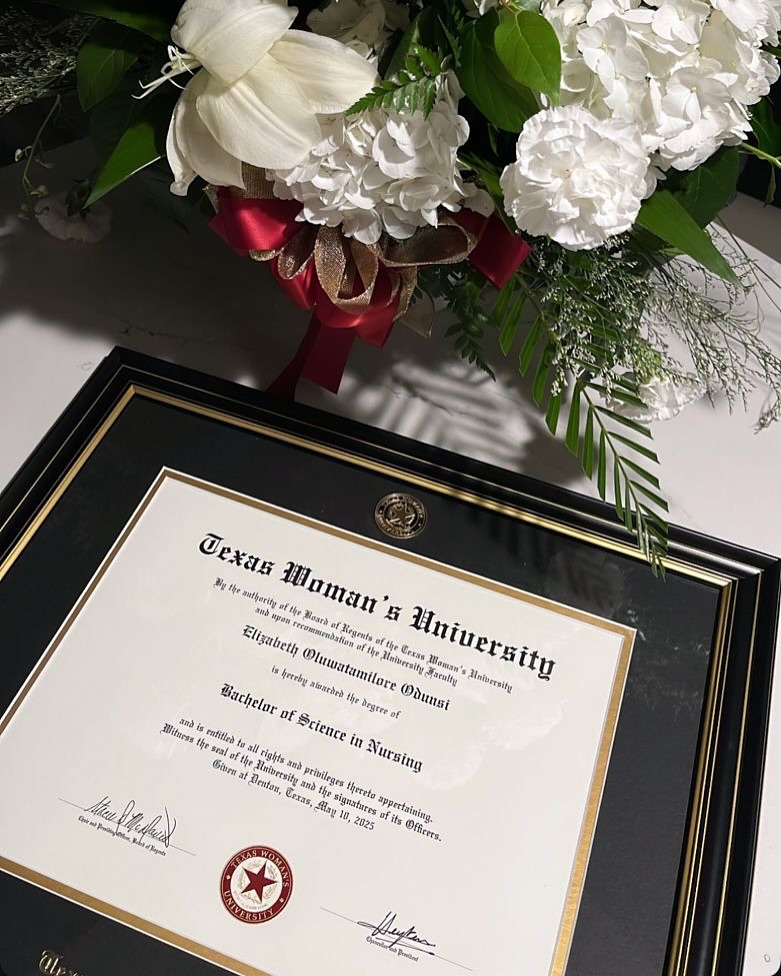 Texas Woman's University
By the authority of the Board of Regents of the Texas Woman's University
and upon recommendation of the University Faculty
Elizabeth Oluwatamilore Odunsi
is hereby awarded the degree of
Bachelor of Science in Nursing
and is entitled to all rights and privileges thereto appertaining.
Witness the seal of the University and the signatures of its Officers.
Given at Denton, Texas, May 10, 2025
Chair and Presiding Officer, Board of Regents
TEXAS WOMAN'S
UNIVERSITY
Chancellor and President